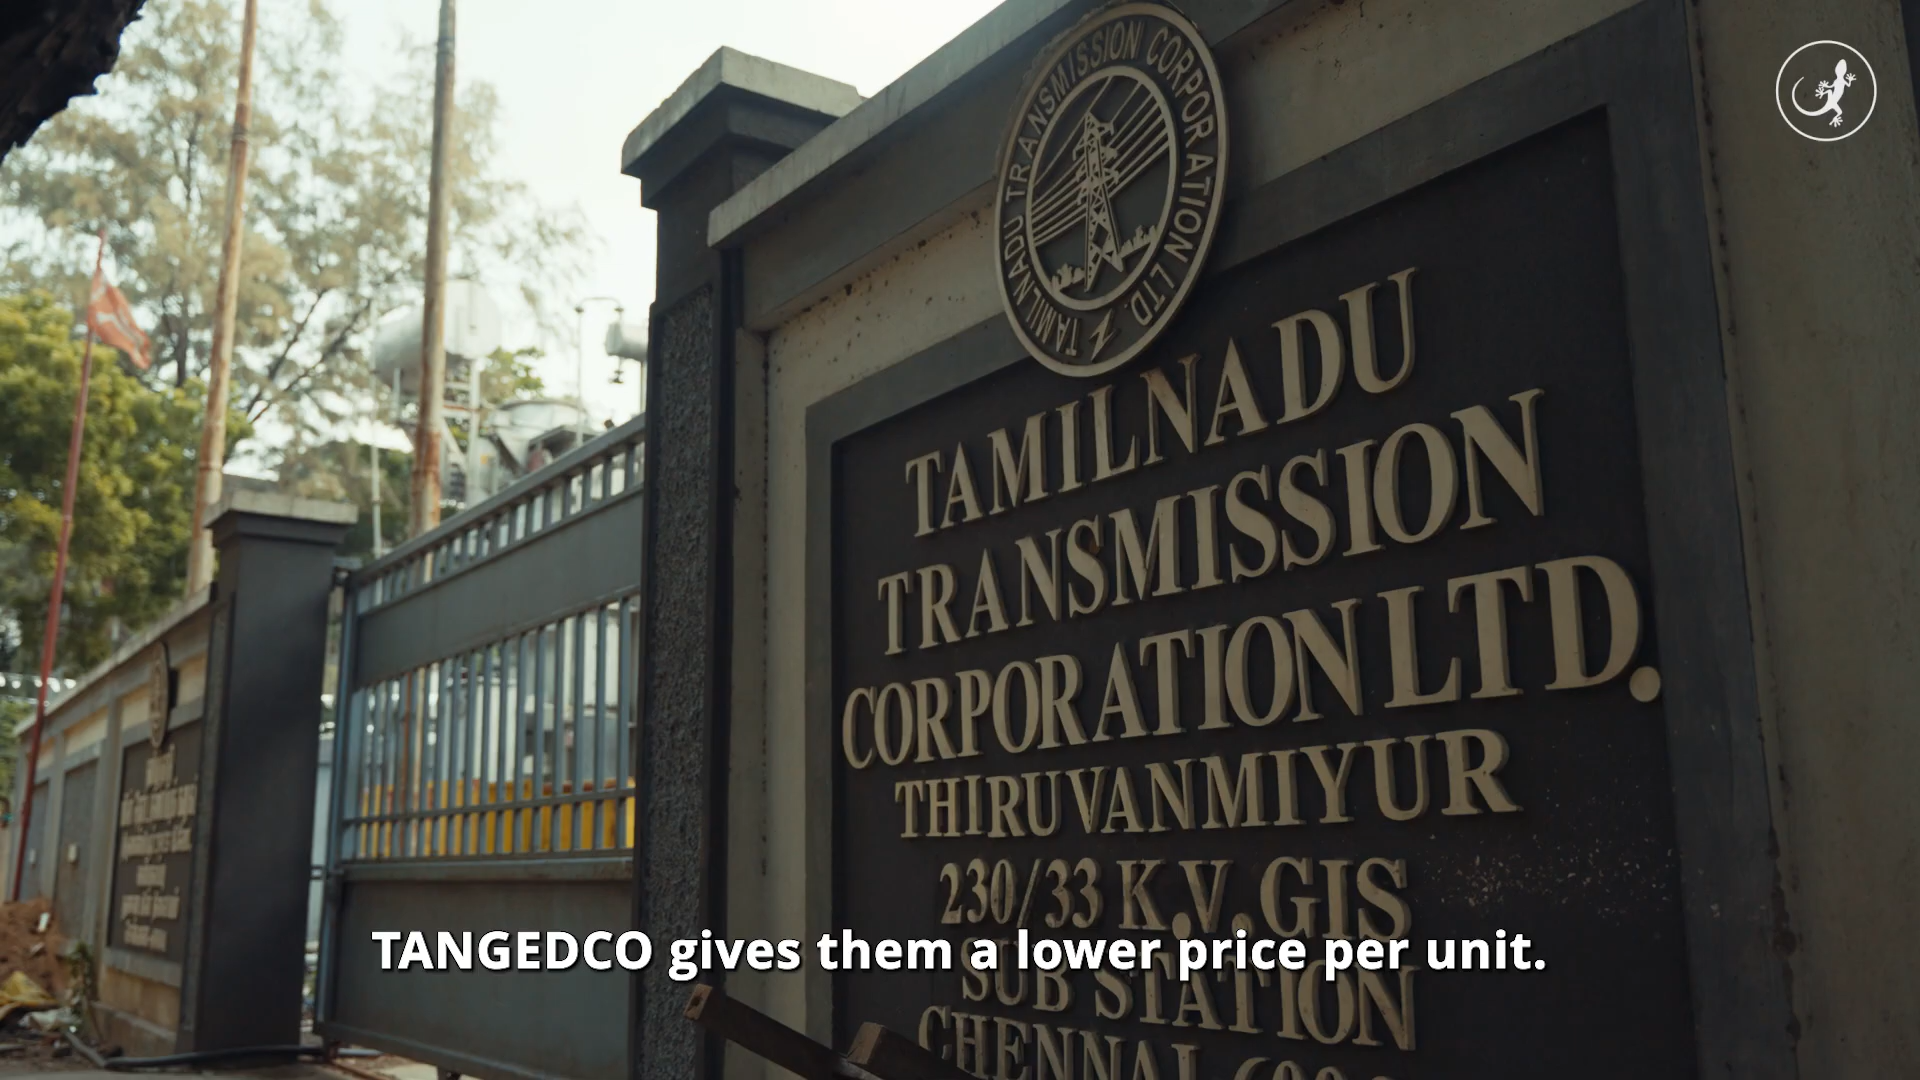 TAMILNADU TRANSMISSION CORPORATION LTD.
TAMILNADU
TRANSMISSION
CORPORATION LTD.
THIRUVANMIYUR
230/33 K.V. GIS
SUB STATION
CHENNAI
TANGEDCO gives them a lower price per unit.